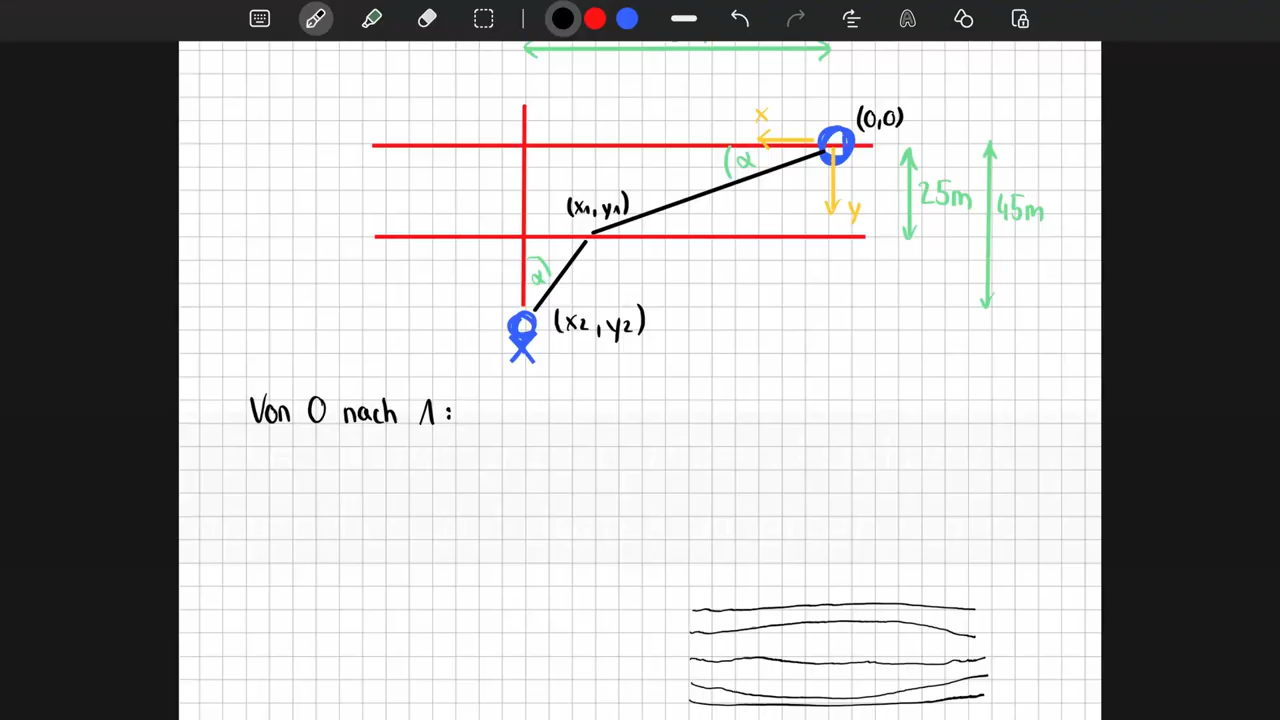 x
(0,0)
α
(x1, y1)
25m
45m
y
α
(x2, y2)
Von 0 nach 1: